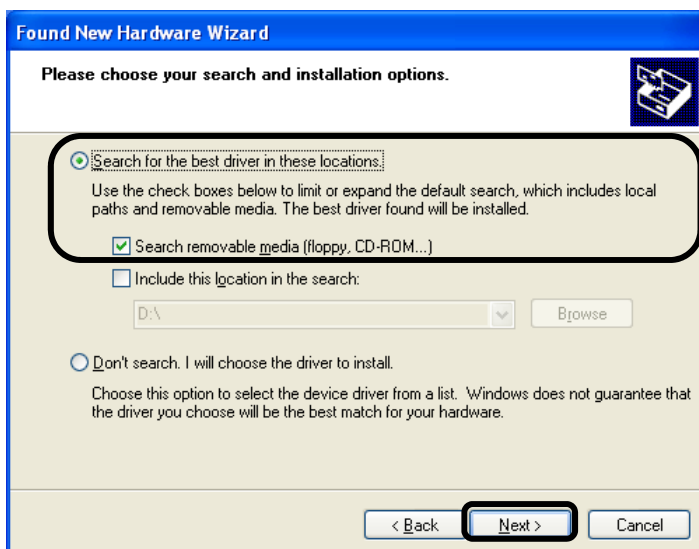 Found New Hardware Wizard
Please choose your search and installation options.
Search for the best driver in these locations.
Use the check boxes below to limit or expand the default search, which includes local
paths and removable media. The best driver found will be installed.
Search removable media (floppy, CD-ROM...)
Include this location in the search:
D:\
Browse
Don't search. I will choose the driver to install.
Choose this option to select the device driver from a list. Windows does not guarantee that
the driver you choose will be the best match for your hardware.
< Back
Next >
Cancel